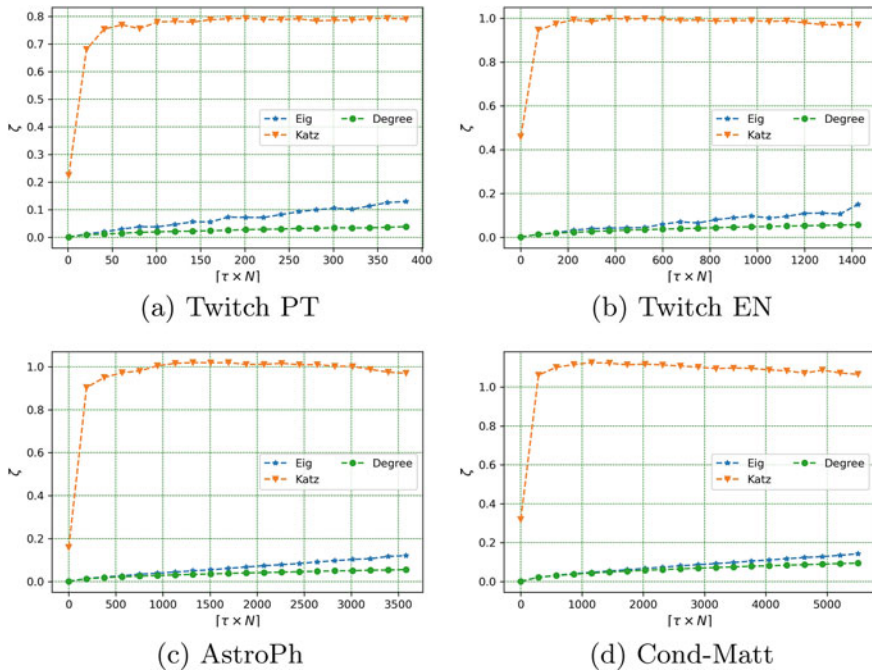 0.8
0.7
0.6
0.5
0.4
0.3
0.2
0.1
0.0
ζ
Eig
Katz
Degree
0 50 100 150 200 250 300 350 400
⌈τ × N⌉
(a) Twitch PT
1.0
0.8
0.6
0.4
0.2
0.0
ζ
Eig
Katz
Degree
0 200 400 600 800 1000 1200 1400
⌈τ × N⌉
(b) Twitch EN
1.0
0.8
0.6
0.4
0.2
0.0
ζ
Eig
Katz
Degree
0 500 1000 1500 2000 2500 3000 3500
⌈τ × N⌉
(c) AstroPh
1.0
0.8
0.6
0.4
0.2
0.0
ζ
Eig
Katz
Degree
0 1000 2000 3000 4000 5000
⌈τ × N⌉
(d) Cond-Matt